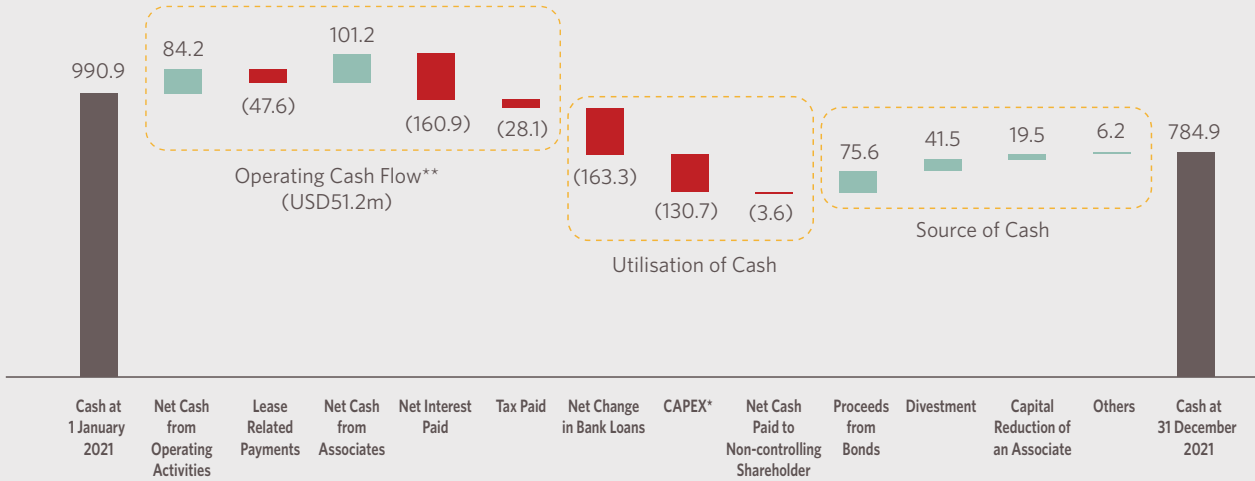 990.9
84.2
(47.6)
101.2
(160.9)
(28.1)
Operating Cash Flow**
(USD51.2m)
(163.3)
(130.7)
(3.6)
Utilisation of Cash
75.6
41.5
19.5
6.2
Source of Cash
784.9
Cash at
1 January
2021
Net Cash
from
Operating
Activities
Lease
Related
Payments
Net Cash
from
Associates
Net Interest
Paid
Tax Paid
Net Change
in Bank Loans
CAPEX*
Net Cash
Paid to
Non-controlling
Shareholder
Proceeds
from
Bonds
Divestment
Capital
Reduction of
an Associate
Others
Cash at
31 December
2021